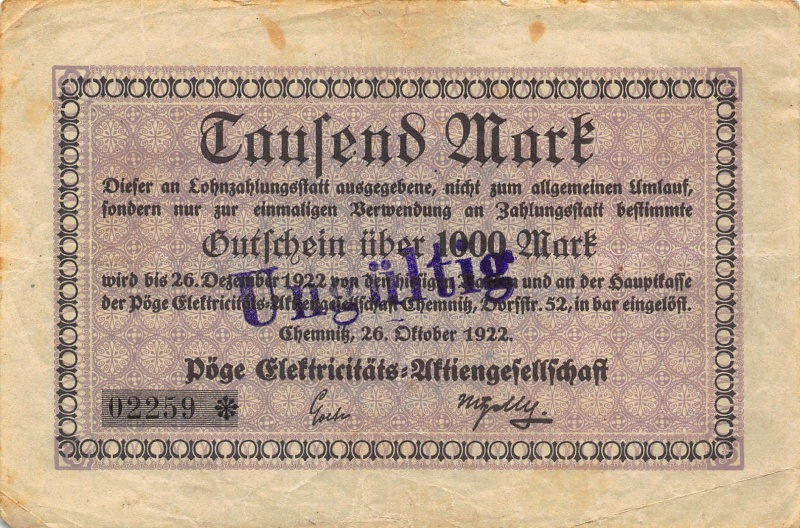 Tausend Mark
Dieser an Lohnzahlungsstatt ausgegebene, nicht zum allgemeinen Umlauf,
sondern nur zur einmaligen Verwendung an Zahlungsstatt bestimmte
Gutschein über 1000 Mark
wird bis 26. Dezember 1922 von den hiesigen Banken und an der Hauptkasse
der Pöge Elektricitäts-Aktiengesellschaft Chemnitz, Dorfstr. 52, in bar eingelöst.
Ungültig
Chemnitz, 26. Oktober 1922.
Pöge Elektricitäts-Aktiengesellschaft
02259 *